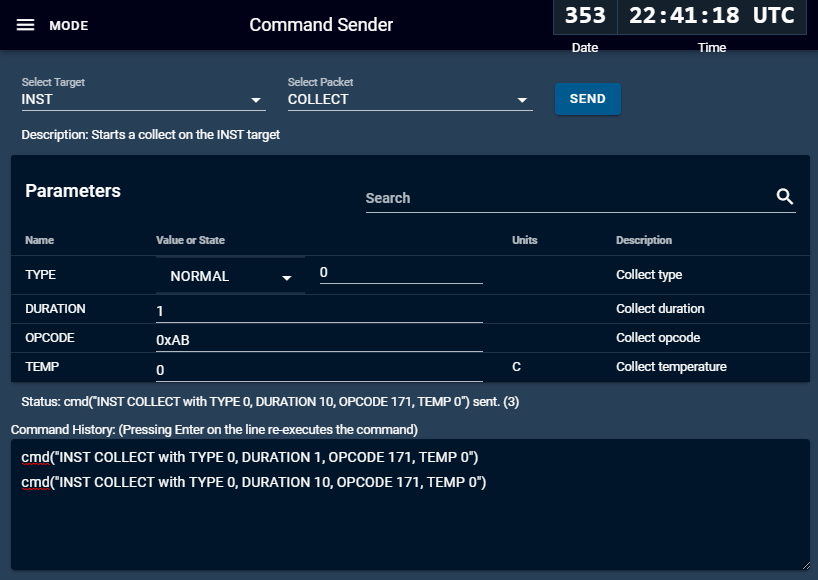 MODE
Command Sender
353
22:41:18 UTC
Date
Time
Select Target
INST
Select Packet
COLLECT
SEND
Description: Starts a collect on the INST target
Parameters
Search
Name Value or State Units Description
TYPE NORMAL 0 Collect type
DURATION 1 Collect duration
OPCODE 0xAB Collect opcode
TEMP 0 C Collect temperature
Status: cmd("INST COLLECT with TYPE 0, DURATION 10, OPCODE 171, TEMP 0") sent. (3)
Command History: (Pressing Enter on the line re-executes the command)
cmd("INST COLLECT with TYPE 0, DURATION 1, OPCODE 171, TEMP 0")
cmd("INST COLLECT with TYPE 0, DURATION 10, OPCODE 171, TEMP 0")